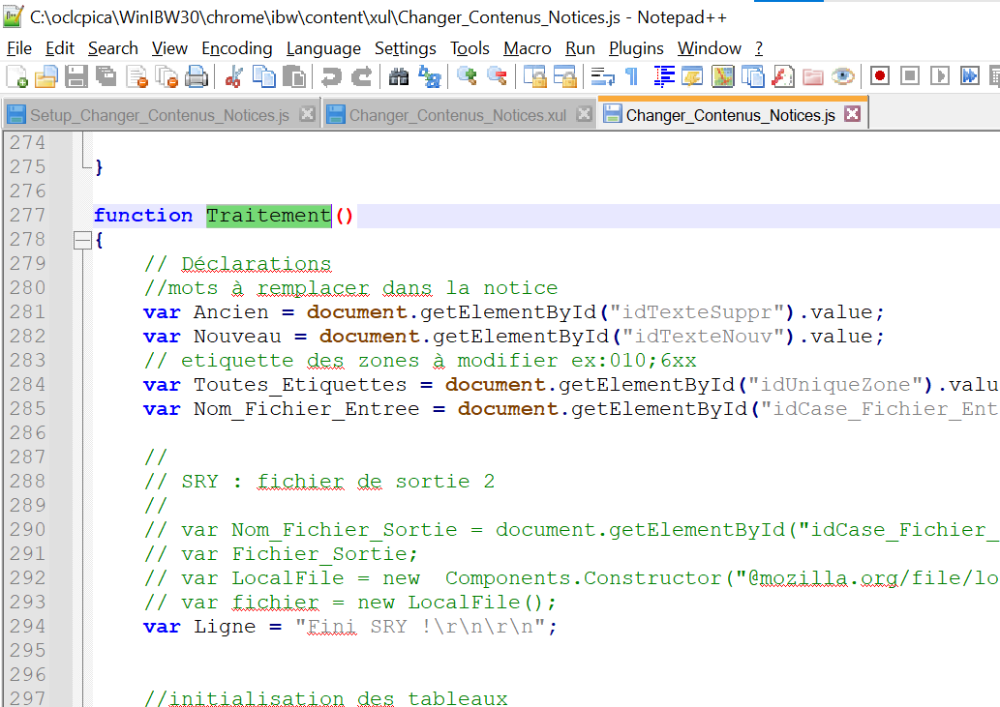 C:\oclcpica\WinIBW30\chrome\ibw\content\xul\Changer_Contenus_Notices.js - Notepad++
File Edit Search View Encoding Language Settings Tools Macro Run Plugins Window ?
Setup_Changer_Contenus_Notices.js Changer_Contenus_Notices.xul Changer_Contenus_Notices.js
274
275 }
276
277 function Traitement()
278 {
279 // Déclarations
280 //mots à remplacer dans la notice
281 var Ancien = document.getElementById("idTexteSuppr").value;
282 var Nouveau = document.getElementById("idTexteNouv").value;
283 // etiquette des zones à modifier ex:010;6xx
284 var Toutes_Etiquettes = document.getElementById("idUniqueZone").valu
285 var Nom_Fichier_Entree = document.getElementById("idCase_Fichier_Ent
286
287 //
288 // SRY : fichier de sortie 2
289 //
290 // var Nom_Fichier_Sortie = document.getElementById("idCase_Fichier_
291 // var Fichier_Sortie;
292 // var LocalFile = new  Components.Constructor("@mozilla.org/file/lo
293 // var fichier = new LocalFile();
294 var Ligne = "Fini SRY !\r\n\r\n";
295
296
297 //initialisation des tableaux